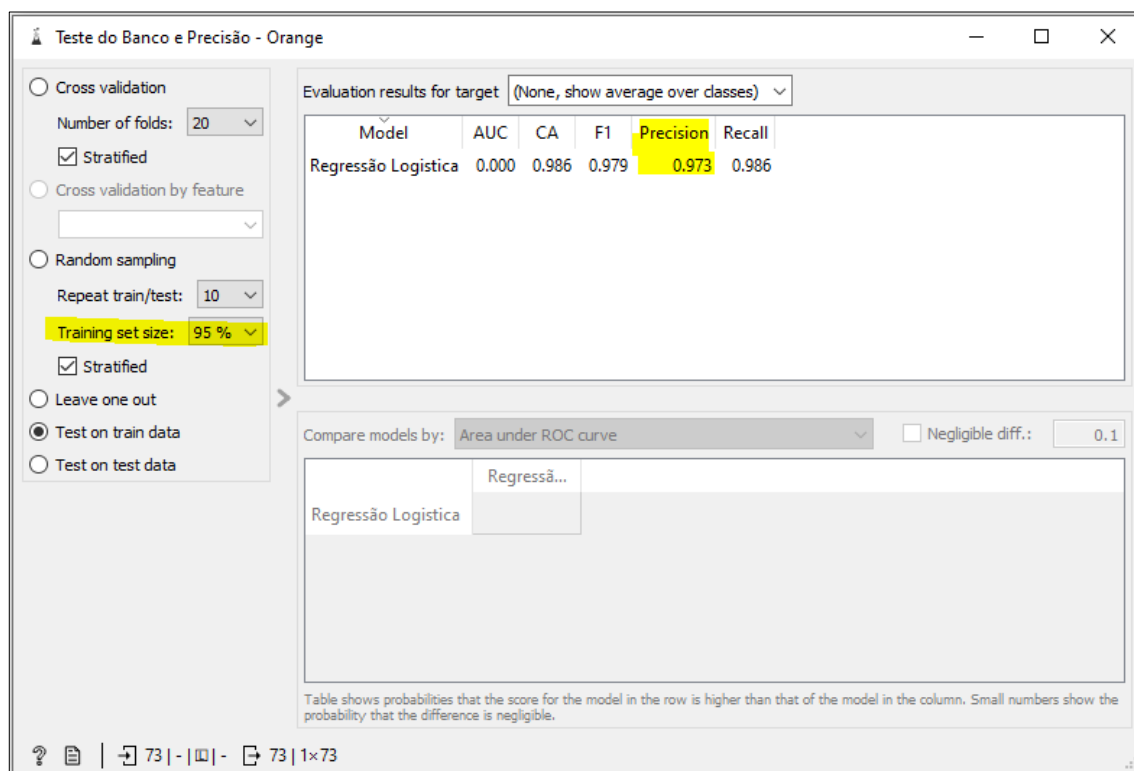 Teste do Banco e Precisão - Orange
Cross validation
Number of folds: 20
Stratified
Cross validation by feature
Random sampling
Repeat train/test: 10
Training set size: 95 %
Stratified
Leave one out
Test on train data
Test on test data
Evaluation results for target (None, show average over classes)
Model AUC CA F1 Precision Recall
Regressão Logistica 0.000 0.986 0.979 0.973 0.986
Compare models by: Area under ROC curve Negligible diff.: 0.1
Regressã...
Regressão Logistica
Table shows probabilities that the score for the model in the row is higher than that of the model in the column. Small numbers show the
probability that the difference is negligible.
? 73 | - | - 73 | 1×73